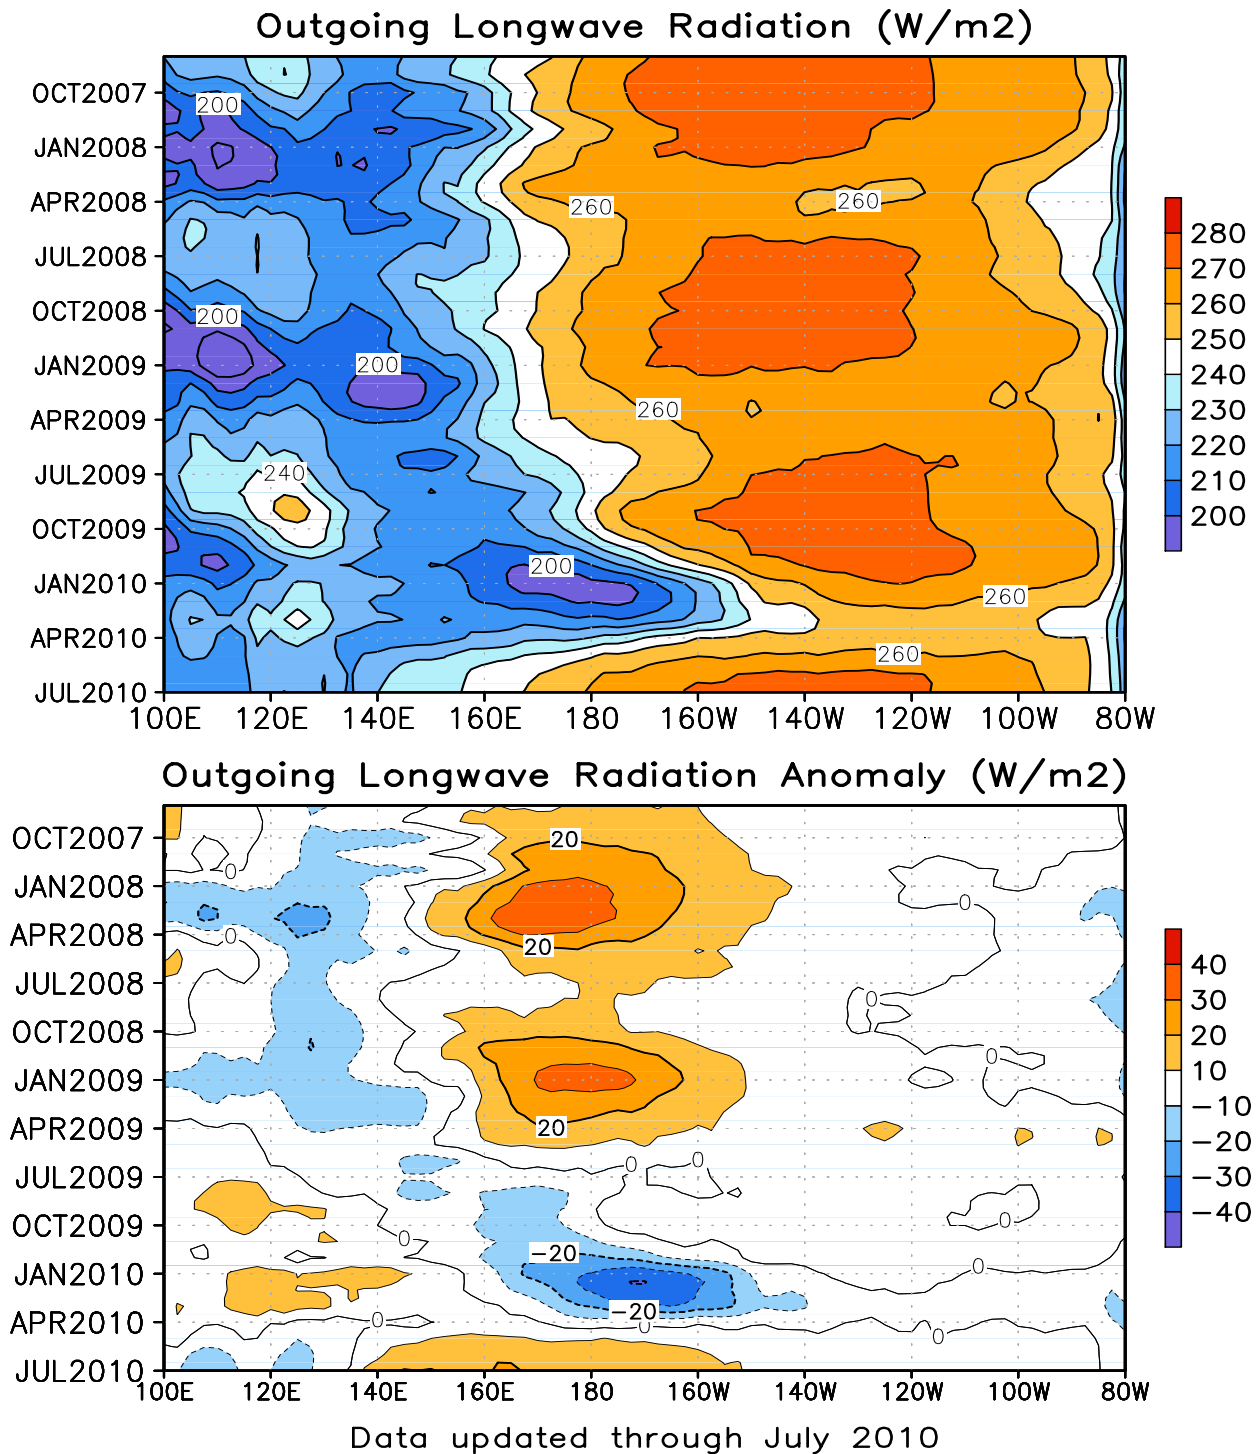 Outgoing Longwave Radiation (W/m2)
OCT2007
JAN2008
APR2008
JUL2008
OCT2008
JAN2009
APR2009
JUL2009
OCT2009
JAN2010
APR2010
JUL2010
200
260
260
200
200
260
240
200
260
260
100E 120E 140E 160E 180 160W 140W 120W 100W 80W
280
270
260
250
240
230
220
210
200
Outgoing Longwave Radiation Anomaly (W/m2)
OCT2007
JAN2008
APR2008
JUL2008
OCT2008
JAN2009
APR2009
JUL2009
OCT2009
JAN2010
APR2010
JUL2010
20
0
0
0
20
0
0
20
0
0
0
0
-20
0
-20
0
0
0
100E 120E 140E 160E 180 160W 140W 120W 100W 80W
40
30
20
10
-10
-20
-30
-40
Data updated through July 2010